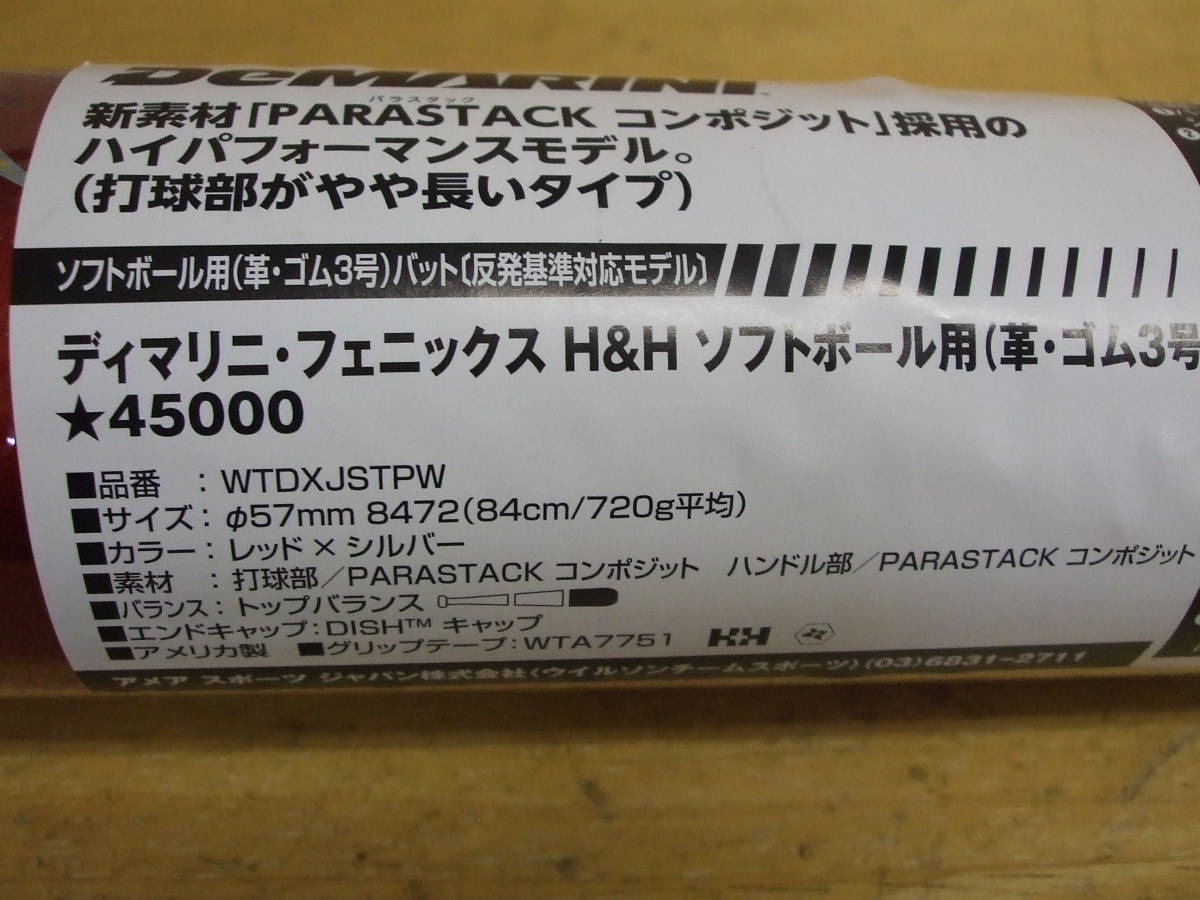 DeMARINI
パラスタック
新素材「PARASTACK コンポジット」採用の
ハイパフォーマンスモデル。
(打球部がやや長いタイプ)
ソフトボール用(革・ゴム3号)バット〔反発基準対応モデル〕
ディマリニ・フェニックス H&H ソフトボール用(革・ゴム3号
★45000
■品番 : WTDXJSTPW
■サイズ : φ57mm 8472(84cm/720g平均)
■カラー : レッド×シルバー
■素材 : 打球部/PARASTACK コンポジット ハンドル部/PARASTACK コンポジット
■バランス : トップバランス
■エンドキャップ:DISH™ キャップ
■アメリカ製 ■グリップテープ:WTA7751
アメア スポーツ ジャパン株式会社〈ウイルソンチームスポーツ〉(03)6831-2711